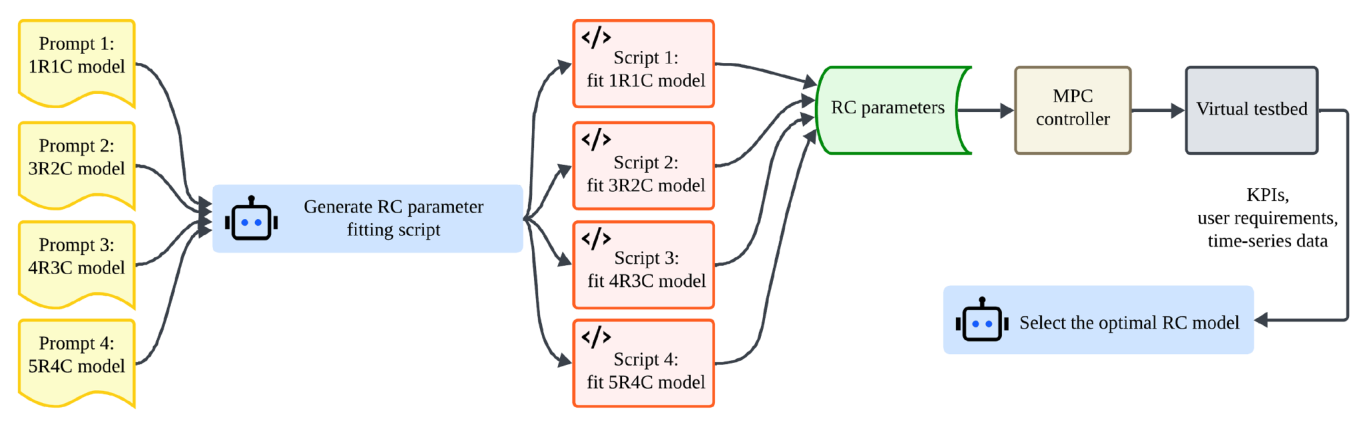 Prompt 1:
1R1C model
Prompt 2:
3R2C model
Prompt 3:
4R3C model
Prompt 4:
5R4C model
Generate RC parameter
fitting script
</>
Script 1:
fit 1R1C model
</>
Script 2:
fit 3R2C model
</>
Script 3:
fit 4R3C model
</>
Script 4:
fit 5R4C model
RC parameters
MPC
controller
Virtual testbed
KPIs,
user requirements,
time-series data
Select the optimal RC model